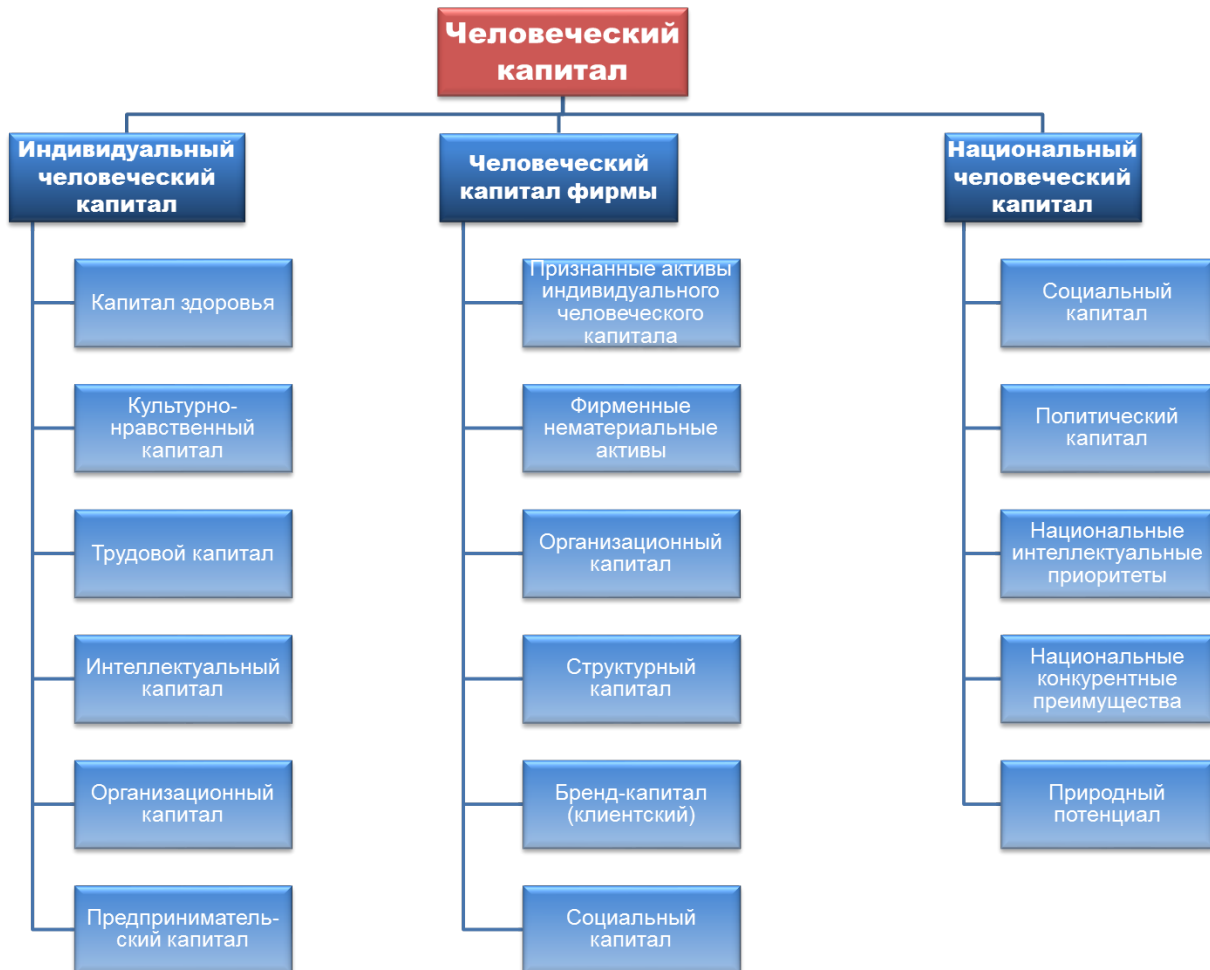 Человеческий
капитал
Индивидуальный
человеческий
капитал
Капитал здоровья
Культурно-
нравственный
капитал
Трудовой капитал
Интеллектуальный
капитал
Организационный
капитал
Предприниматель-
ский капитал
Человеческий
капитал фирмы
Признанные активы
индивидуального
человеческого
капитала
Фирменные
нематериальные
активы
Организационный
капитал
Структурный
капитал
Бренд-капитал
(клиентский)
Социальный
капитал
Национальный
человеческий
капитал
Социальный
капитал
Политический
капитал
Национальные
интеллектуальные
приоритеты
Национальные
конкурентные
преимущества
Природный
потенциал